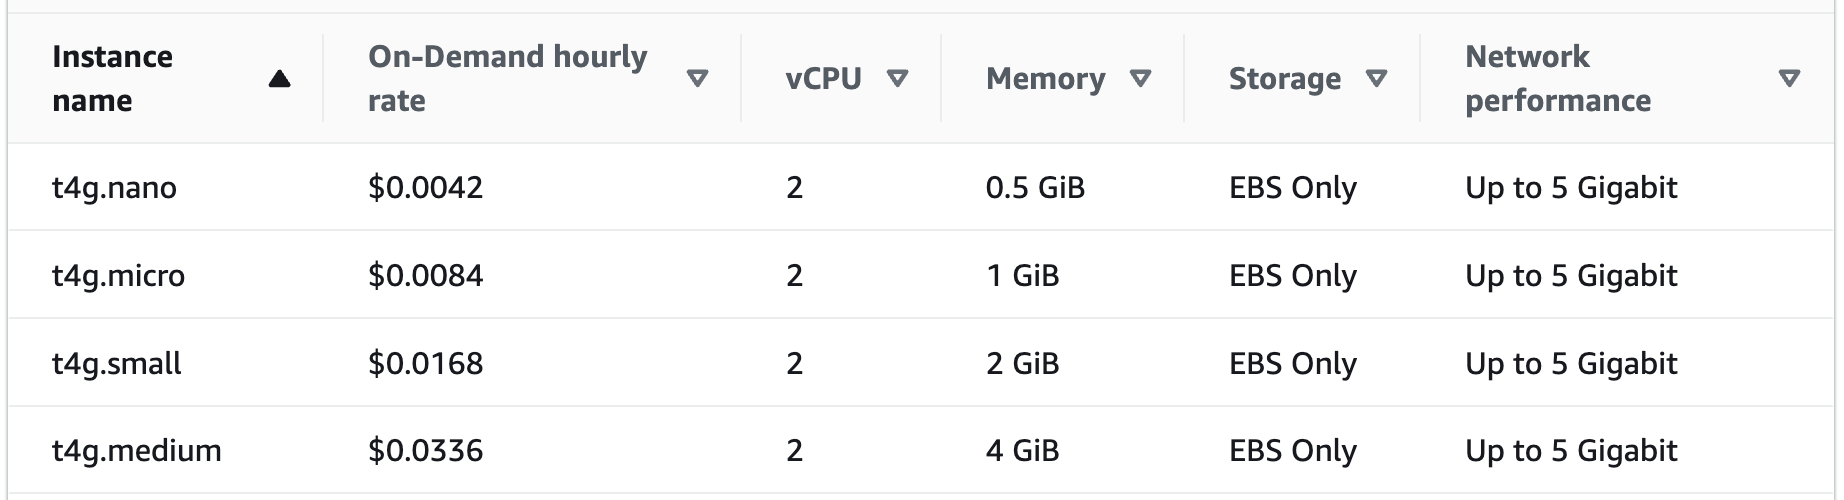 Instance name On-Demand hourly rate vCPU Memory Storage Network performance
t4g.nano $0.0042 2 0.5 GiB EBS Only Up to 5 Gigabit
t4g.micro $0.0084 2 1 GiB EBS Only Up to 5 Gigabit
t4g.small $0.0168 2 2 GiB EBS Only Up to 5 Gigabit
t4g.medium $0.0336 2 4 GiB EBS Only Up to 5 Gigabit